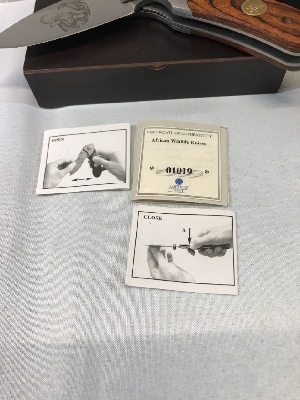 OPEN
CERTIFICATE OF AUTHENTICITY
African Wildlife Knives
01019
CLOSE
A